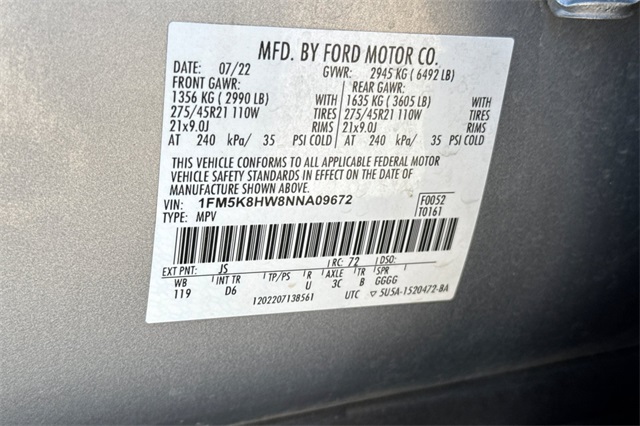 MFD. BY FORD MOTOR CO.
DATE: 07/22 GVWR: 2945 KG ( 6492 LB)
FRONT GAWR: REAR GAWR:
1356 KG ( 2990 LB) WITH 1635 KG ( 3605 LB) WITH
275/45R21 110W TIRES 275/45R21 110W TIRES
21x9.0J RIMS 21x9.0J RIMS
AT 240 kPa/ 35 PSI COLD AT 240 kPa/ 35 PSI COLD
THIS VEHICLE CONFORMS TO ALL APPLICABLE FEDERAL MOTOR
VEHICLE SAFETY STANDARDS IN EFFECT ON THE DATE OF
MANUFACTURE SHOWN ABOVE.
VIN: 1FM5K8HW8NNA09672 F0052
TYPE: MPV T0161
EXT PNT: JS RC: 72 DSO:
WB INT TR TP/PS R AXLE TR SPR
119 D6 U 3C B GGGG
1202207138561 UTC ▽ 5U5A-1520472-BA